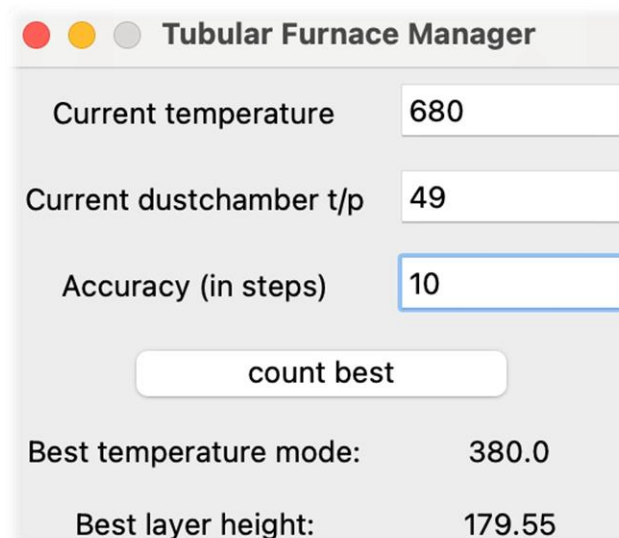 Tubular Furnace Manager
Current temperature 680
Current dustchamber t/p 49
Accuracy (in steps) 10
count best
Best temperature mode: 380.0
Best layer height: 179.55